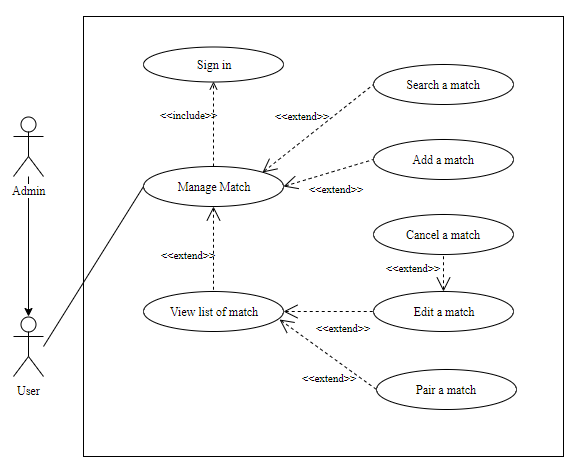 Sign in
Search a match
<<include>>
<<extend>>
Add a match
Admin
Manage Match
<<extend>>
Cancel a match
<<extend>>
<<extend>>
View list of match
Edit a match
<<extend>>
<<extend>>
User
Pair a match